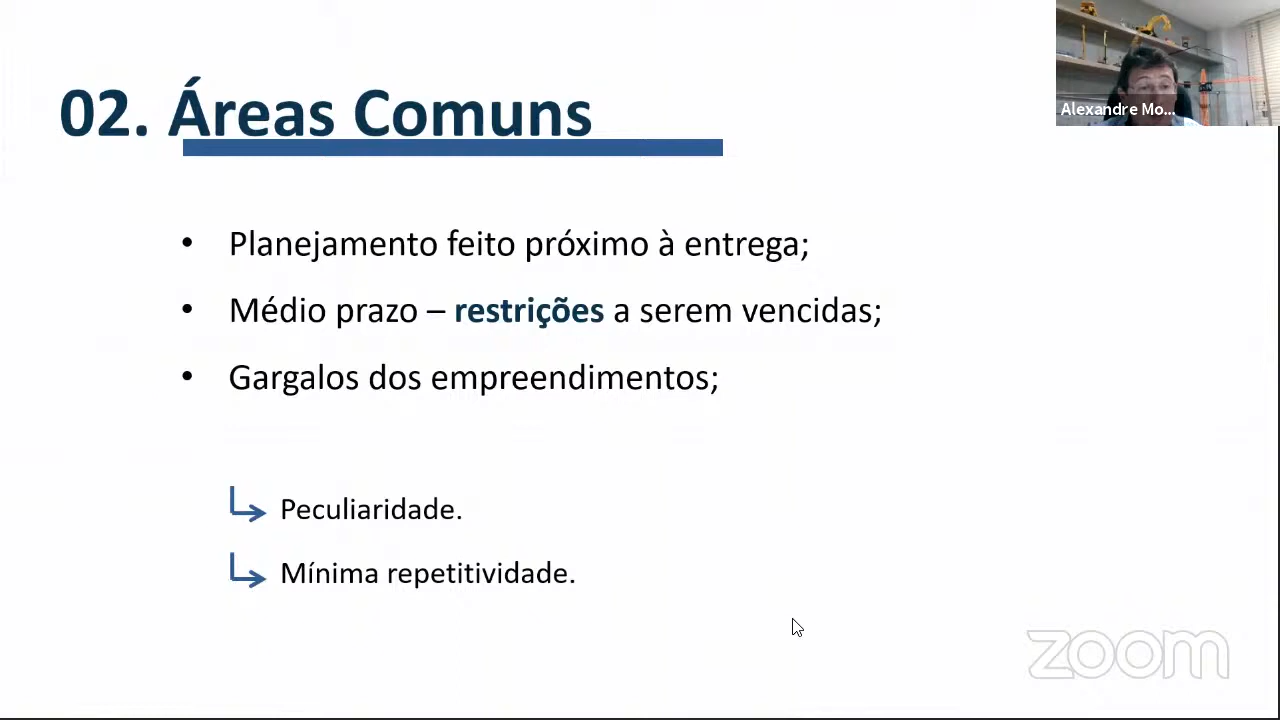 02. Áreas Comuns
Alexandre Mo...
• Planejamento feito próximo à entrega;
• Médio prazo – restrições a serem vencidas;
• Gargalos dos empreendimentos;
Peculiaridade.
Mínima repetitividade.
zoom